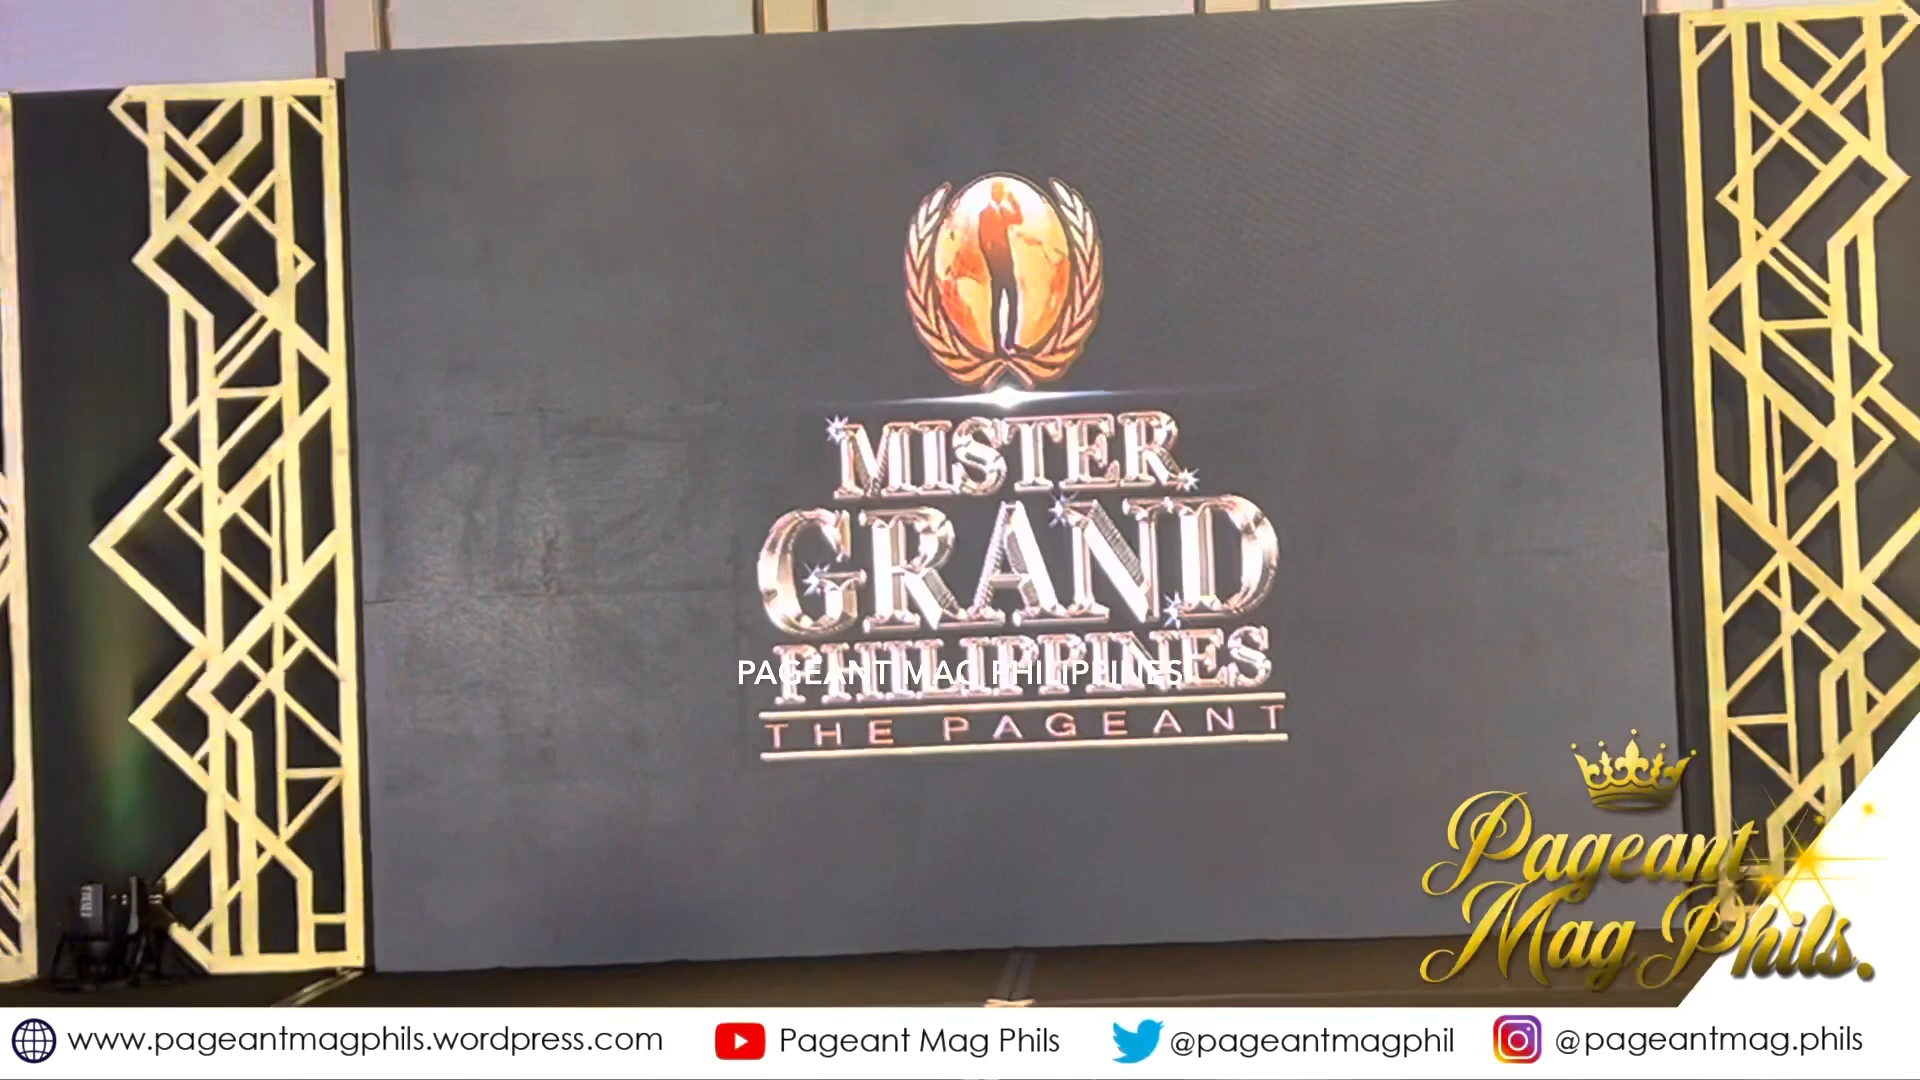 MISTER
GRAND
PHILIPPINES
PAGEANT MAG PHILIPPINES
THE PAGEANT
Pageant
Mag Phils.
www.pageantmagphils.wordpress.com
Pageant Mag Phils
@pageantmagphil
@pageantmag.phils